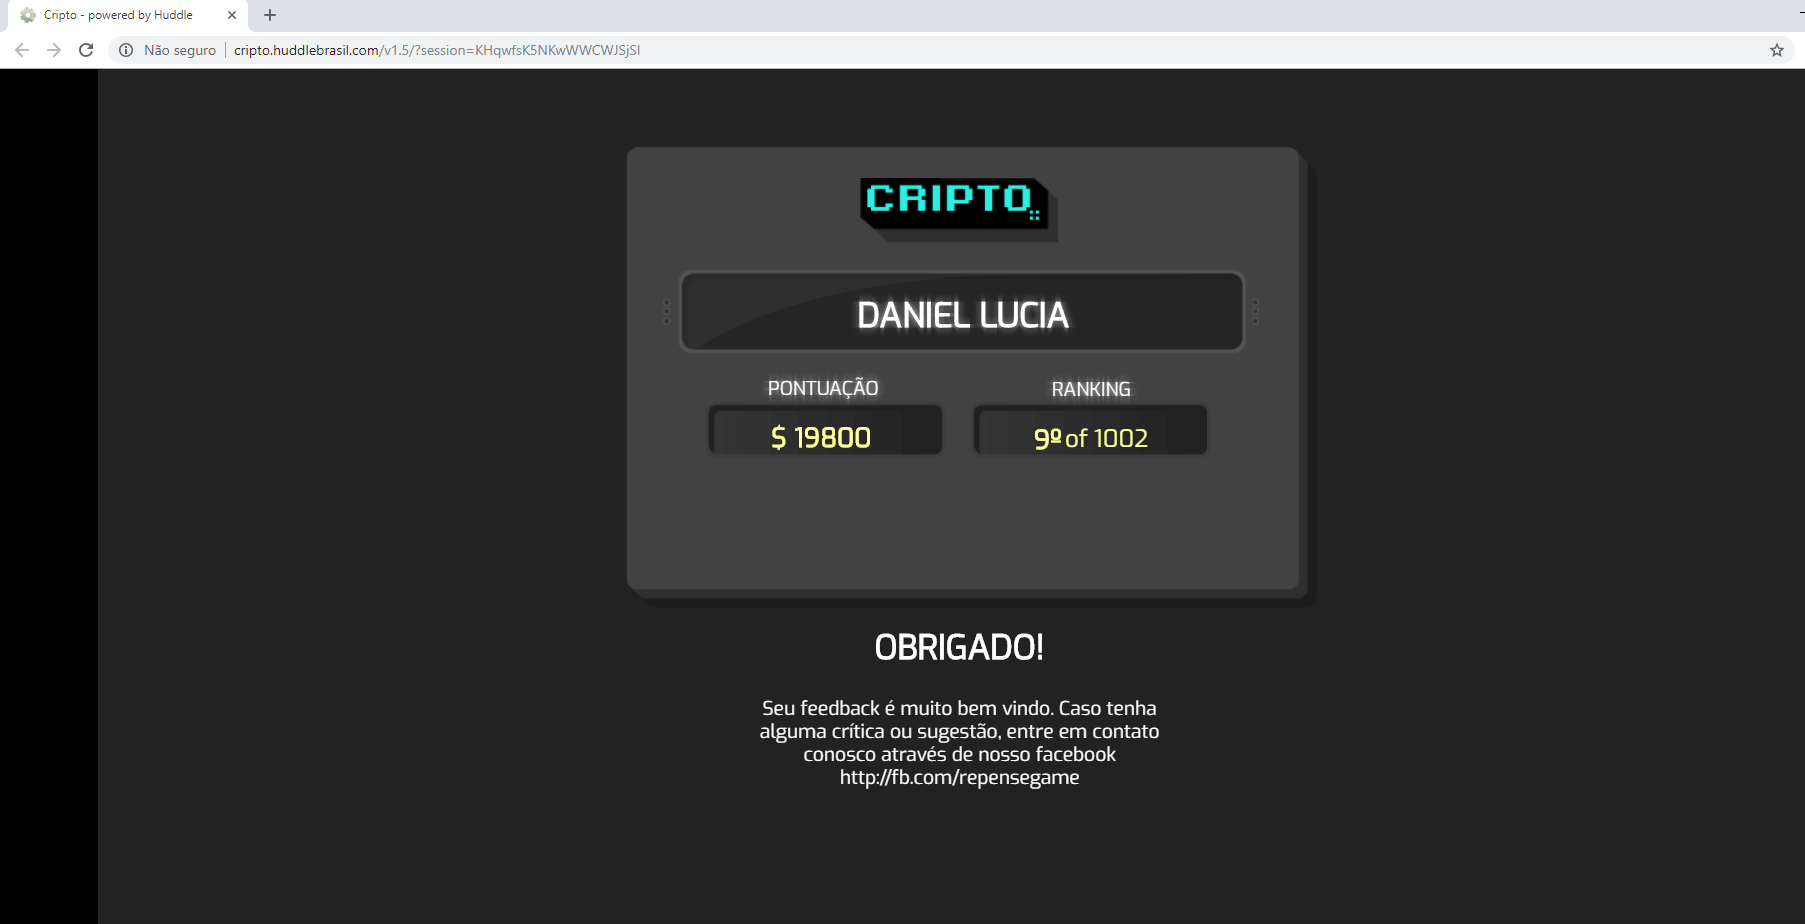 Cripto - powered by Huddle
Não seguro | cripto.huddlebrasil.com/v1.5/?session=KHqwfsK5NKwWWCWJSjSI
CRIPTO
DANIEL LUCIA
PONTUAÇÃO
RANKING
$ 19800
9º of 1002
OBRIGADO!
Seu feedback é muito bem vindo. Caso tenha
alguma crítica ou sugestão, entre em contato
conosco através de nosso facebook
http://fb.com/repensegame